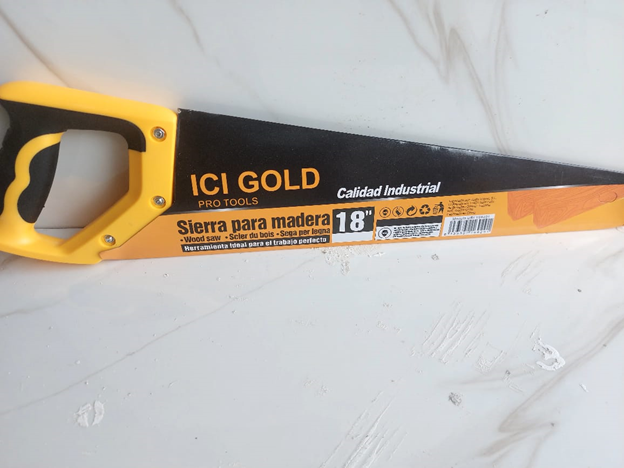 ICI GOLD
PRO TOOLS
Calidad Industrial
Sierra para madera
18"
•Wood saw •Scier du bois •Sega per legna
Herramienta ideal para el trabajo perfecto